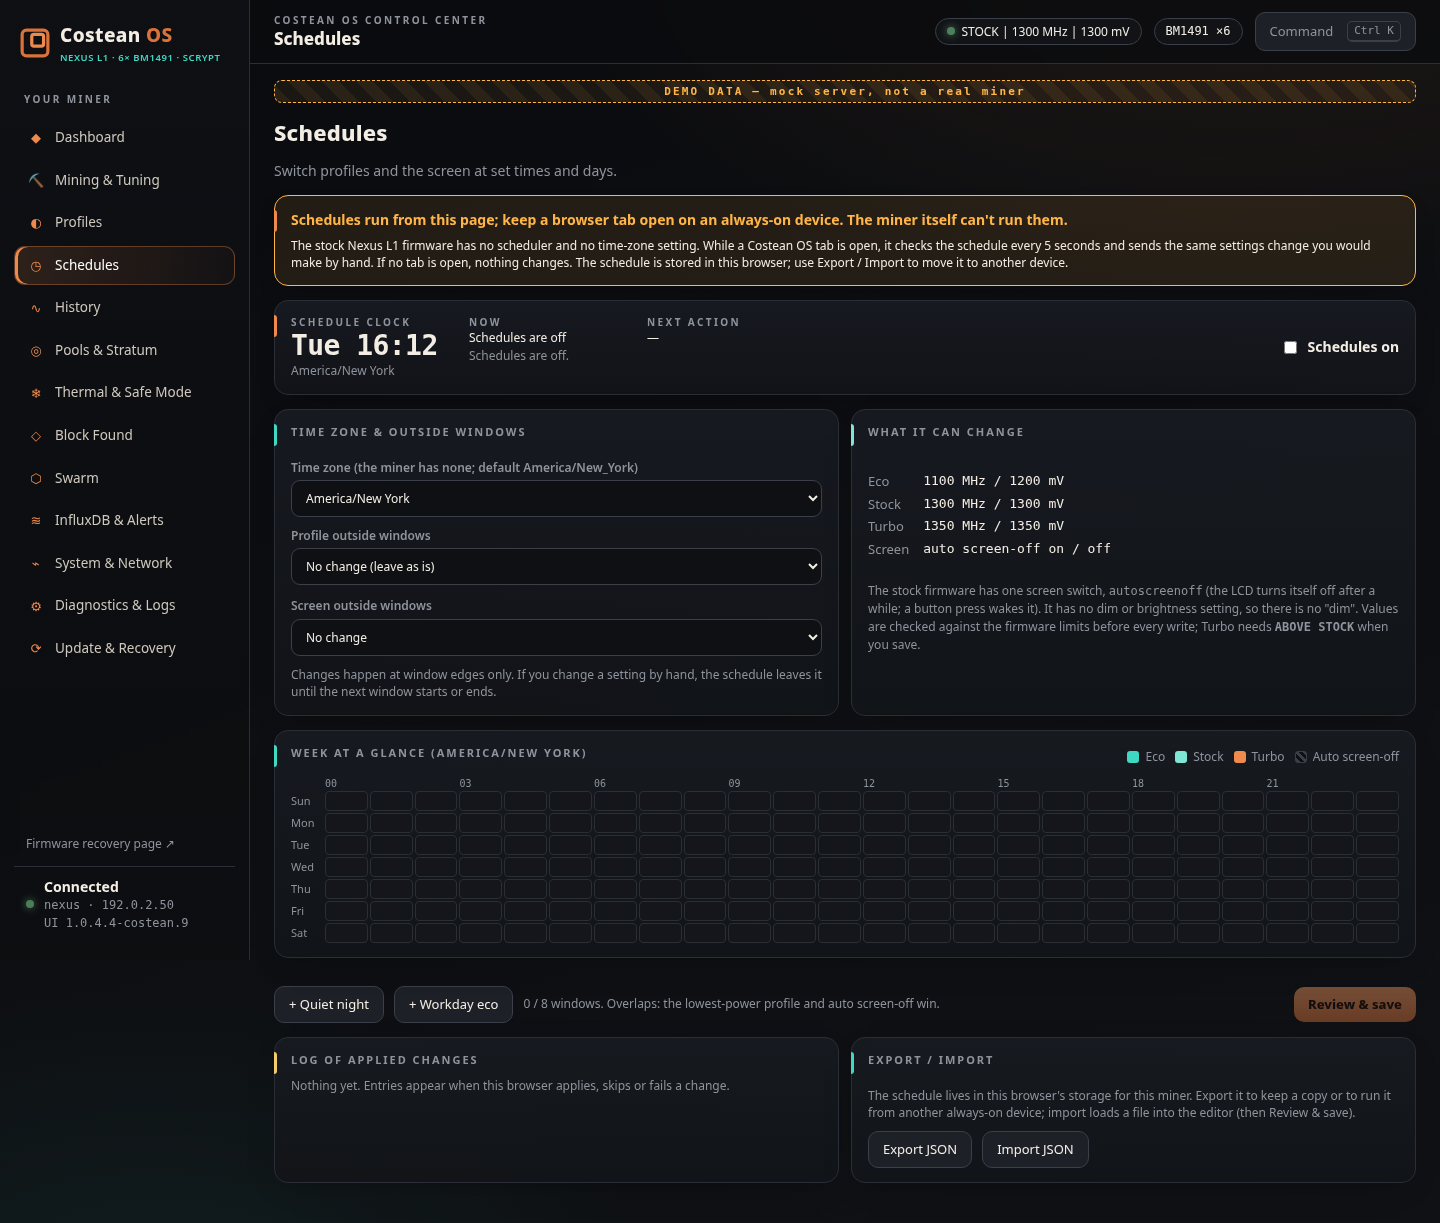 Costean OS
NEXUS L1 · 6× BM1491 · SCRYPT
YOUR MINER
Dashboard
Mining & Tuning
Profiles
Schedules
History
Pools & Stratum
Thermal & Safe Mode
Block Found
Swarm
InfluxDB & Alerts
System & Network
Diagnostics & Logs
Update & Recovery
Firmware recovery page ↗
Connected
nexus · 192.0.2.50
UI 1.0.4.4-costean.9
COSTEAN OS CONTROL CENTER
Schedules
STOCK | 1300 MHz | 1300 mV
BM1491 ×6
Command Ctrl K
DEMO DATA — mock server, not a real miner
Schedules
Switch profiles and the screen at set times and days.
Schedules run from this page; keep a browser tab open on an always-on device. The miner itself can't run them.
The stock Nexus L1 firmware has no scheduler and no time-zone setting. While a Costean OS tab is open, it checks the schedule every 5 seconds and sends the same settings change you would
make by hand. If no tab is open, nothing changes. The schedule is stored in this browser; use Export / Import to move it to another device.
SCHEDULE CLOCK
Tue 16:12
America/New York
NOW
Schedules are off
Schedules are off.
NEXT ACTION
—
Schedules on
TIME ZONE & OUTSIDE WINDOWS
Time zone (the miner has none; default America/New_York)
America/New York
Profile outside windows
No change (leave as is)
Screen outside windows
No change
Changes happen at window edges only. If you change a setting by hand, the schedule leaves it
until the next window starts or ends.
WHAT IT CAN CHANGE
Eco 1100 MHz / 1200 mV
Stock 1300 MHz / 1300 mV
Turbo 1350 MHz / 1350 mV
Screen auto screen-off on / off
The stock firmware has one screen switch, autoscreenoff (the LCD turns itself off after a
while; a button press wakes it). It has no dim or brightness setting, so there is no "dim". Values
are checked against the firmware limits before every write; Turbo needs ABOVE STOCK when
you save.
WEEK AT A GLANCE (AMERICA/NEW YORK)
Eco Stock Turbo Auto screen-off
00 03 06 09 12 15 18 21
Sun
Mon
Tue
Wed
Thu
Fri
Sat
+ Quiet night
+ Workday eco
0 / 8 windows. Overlaps: the lowest-power profile and auto screen-off win.
Review & save
LOG OF APPLIED CHANGES
Nothing yet. Entries appear when this browser applies, skips or fails a change.
EXPORT / IMPORT
The schedule lives in this browser's storage for this miner. Export it to keep a copy or to run it
from another always-on device; import loads a file into the editor (then Review & save).
Export JSON
Import JSON